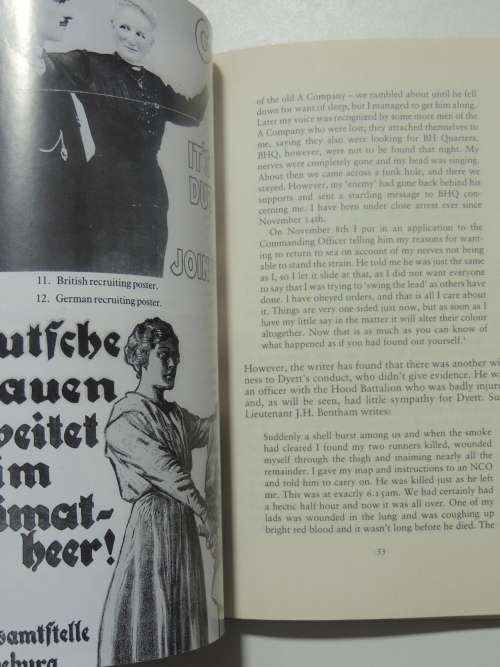 IT'S
DU
JOIN
11. British recruiting poster.
12. German recruiting poster.
utsche
auen
beitet
im
imat-
heer!
samtstelle
eburg
of the old A Company – we rambled about until he fell
down for want of sleep, but I managed to get him along.
Later my voice was recognized by some more men of the
A Company who were lost; they attached themselves to
me, saying they also were looking for BH Quarters,
BHQ, however, were not to be found that night. My
nerves were completely gone and my head was singing.
About then we came across a funk hole, and there we
stayed. However, my 'enemy' had gone back behind his
supports and sent a startling message to BHQ con-
cerning me. I have been under close arrest ever since
November 14th.
On November 8th I put in an application to the
Commanding Officer telling him my reasons for want-
ing to return to sea on account of my nerves not being
able to stand the strain. He told me he was just the same
as I, so I let it slide at that, as I did not want everyone
to say that I was trying to 'swing the lead' as others have
done. I have obeyed orders, and that is all I care about
it. Things are very one-sided just now, but as soon as I
have my little say in the matter it will alter their colour
altogether. Now that is as much as you can know of
what happened as if you had found out yourself.
However, the writer has found that there was another wi
ness to Dyett's conduct, who didn't give evidence. He wa
an officer with the Hood Battalion who was badly injur
and, as will be seen, had little sympathy for Dyett. Su
Lieutenant J.H. Bentham writes:
Suddenly a shell burst among us and when the smoke
had cleared I found my two runners killed, wounded
myself through the thigh and maiming nearly all the
remainder. I gave my map and instructions to an NCO
and told him to carry on. He was killed just as he left
me. This was at exactly 6.15am. We had certainly had
a hectic half hour and now it was all over. One of my
lads was wounded in the lung and was coughing up
bright red blood and it wasn't long before he died. The
53